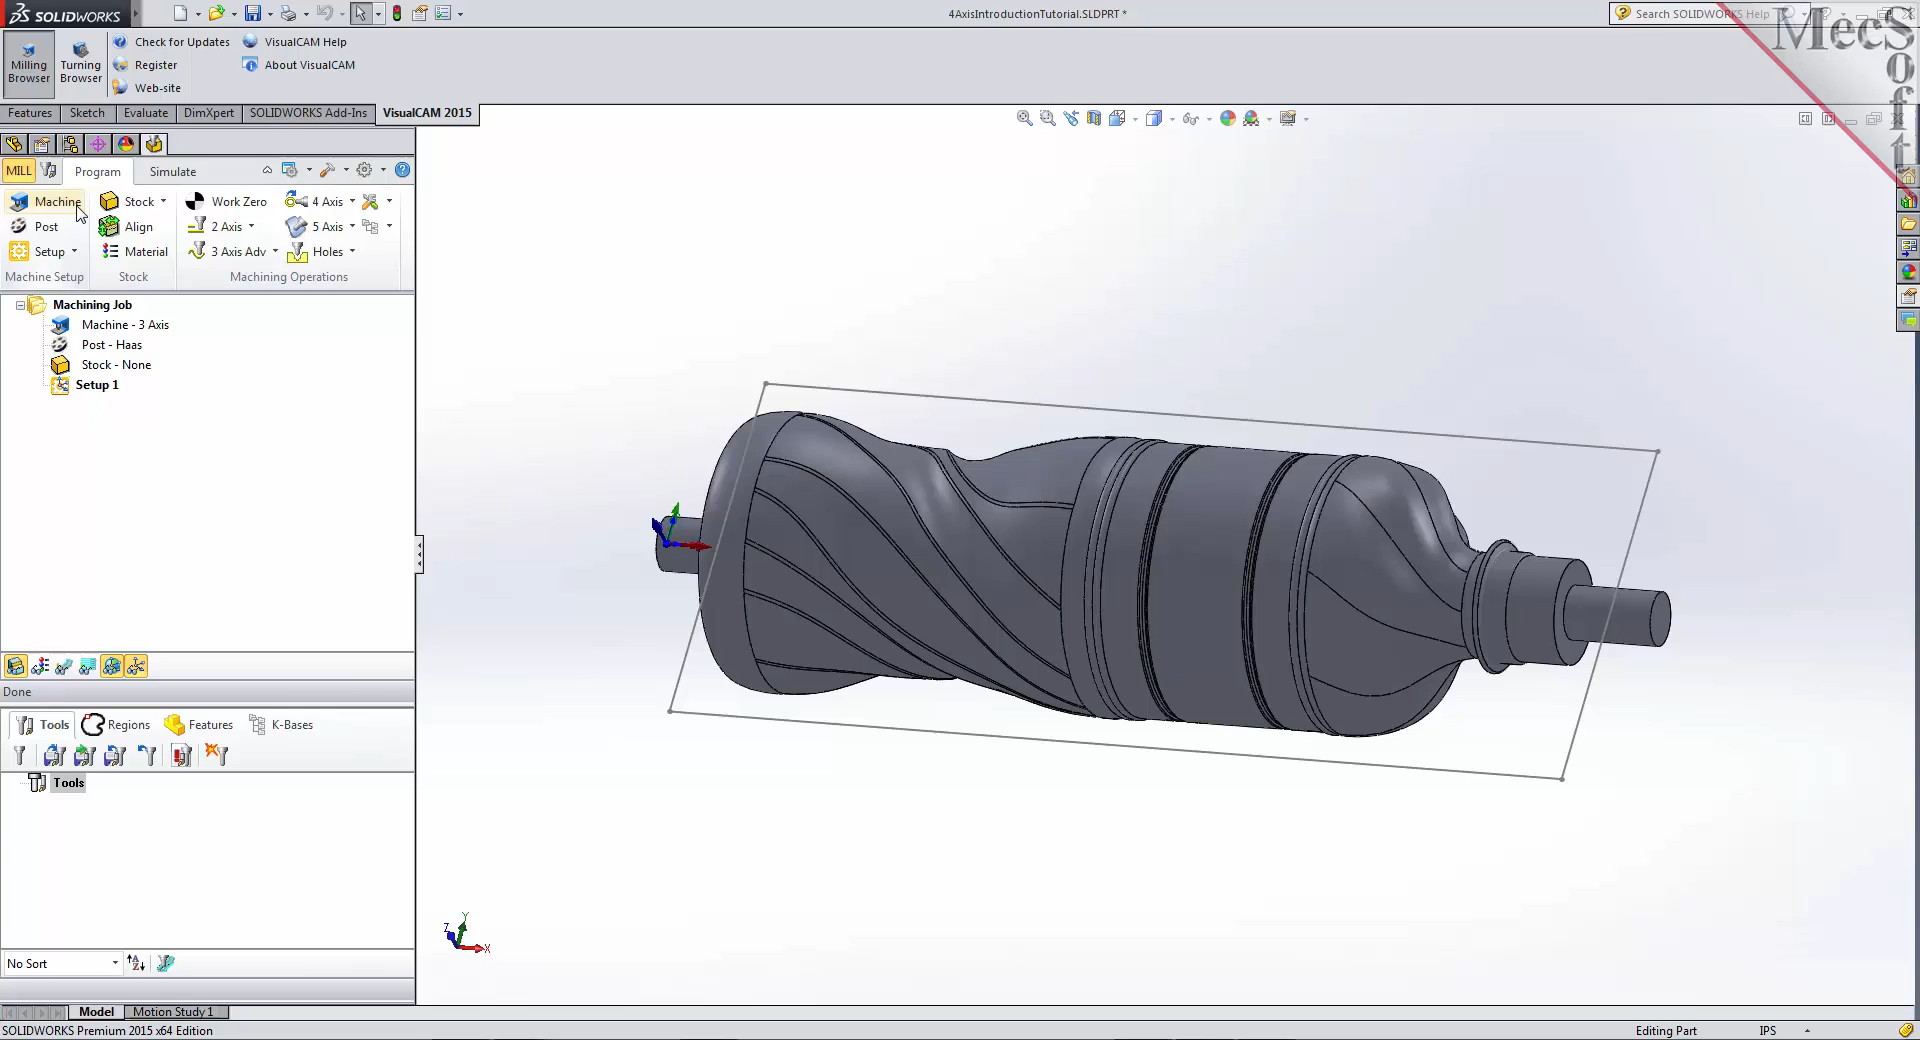 SOLIDWORKS
4AxisIntroductionTutorial.SLDPRT *
Search SOLIDWORKS Help
MecSoft
Milling Browser
Turning Browser
Check for Updates
Register
Web-site
VisualCAM Help
About VisualCAM
Features
Sketch
Evaluate
DimXpert
SOLIDWORKS Add-Ins
VisualCAM 2015
MILL
Program
Simulate
Machine
Stock
Work Zero
4 Axis
Post
Align
2 Axis
5 Axis
Setup
Material
3 Axis Adv
Holes
Machine Setup
Stock
Machining Operations
Machining Job
Machine - 3 Axis
Post - Haas
Stock - None
Setup 1
Done
Tools
Regions
Features
K-Bases
Tools
Y
Z
X
No Sort
Model
Motion Study 1
SOLIDWORKS Premium 2015 x64 Edition
Editing Part
IPS